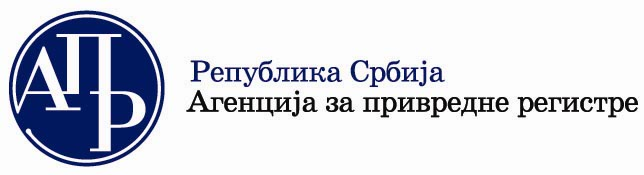 АПР
Република Србија
Агенција за привредне регистре